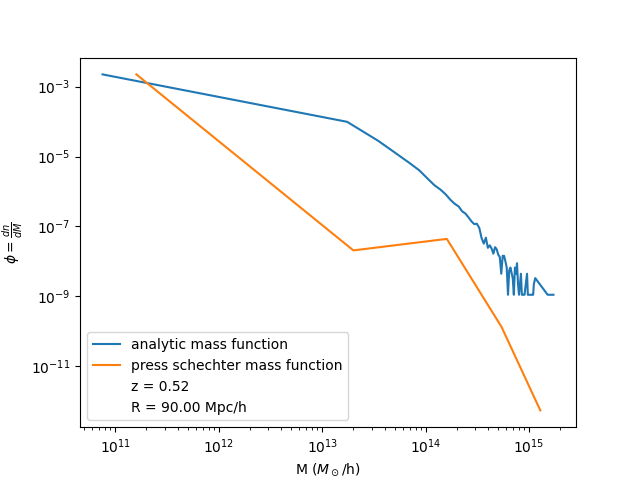 10⁻³
10⁻⁵
10⁻⁷
10⁻⁹
10⁻¹¹
ϕ = dn/dM
analytic mass function
press schechter mass function
z = 0.52
R = 90.00 Mpc/h
10¹¹ 10¹² 10¹³ 10¹⁴ 10¹⁵
M (M⊙/h)